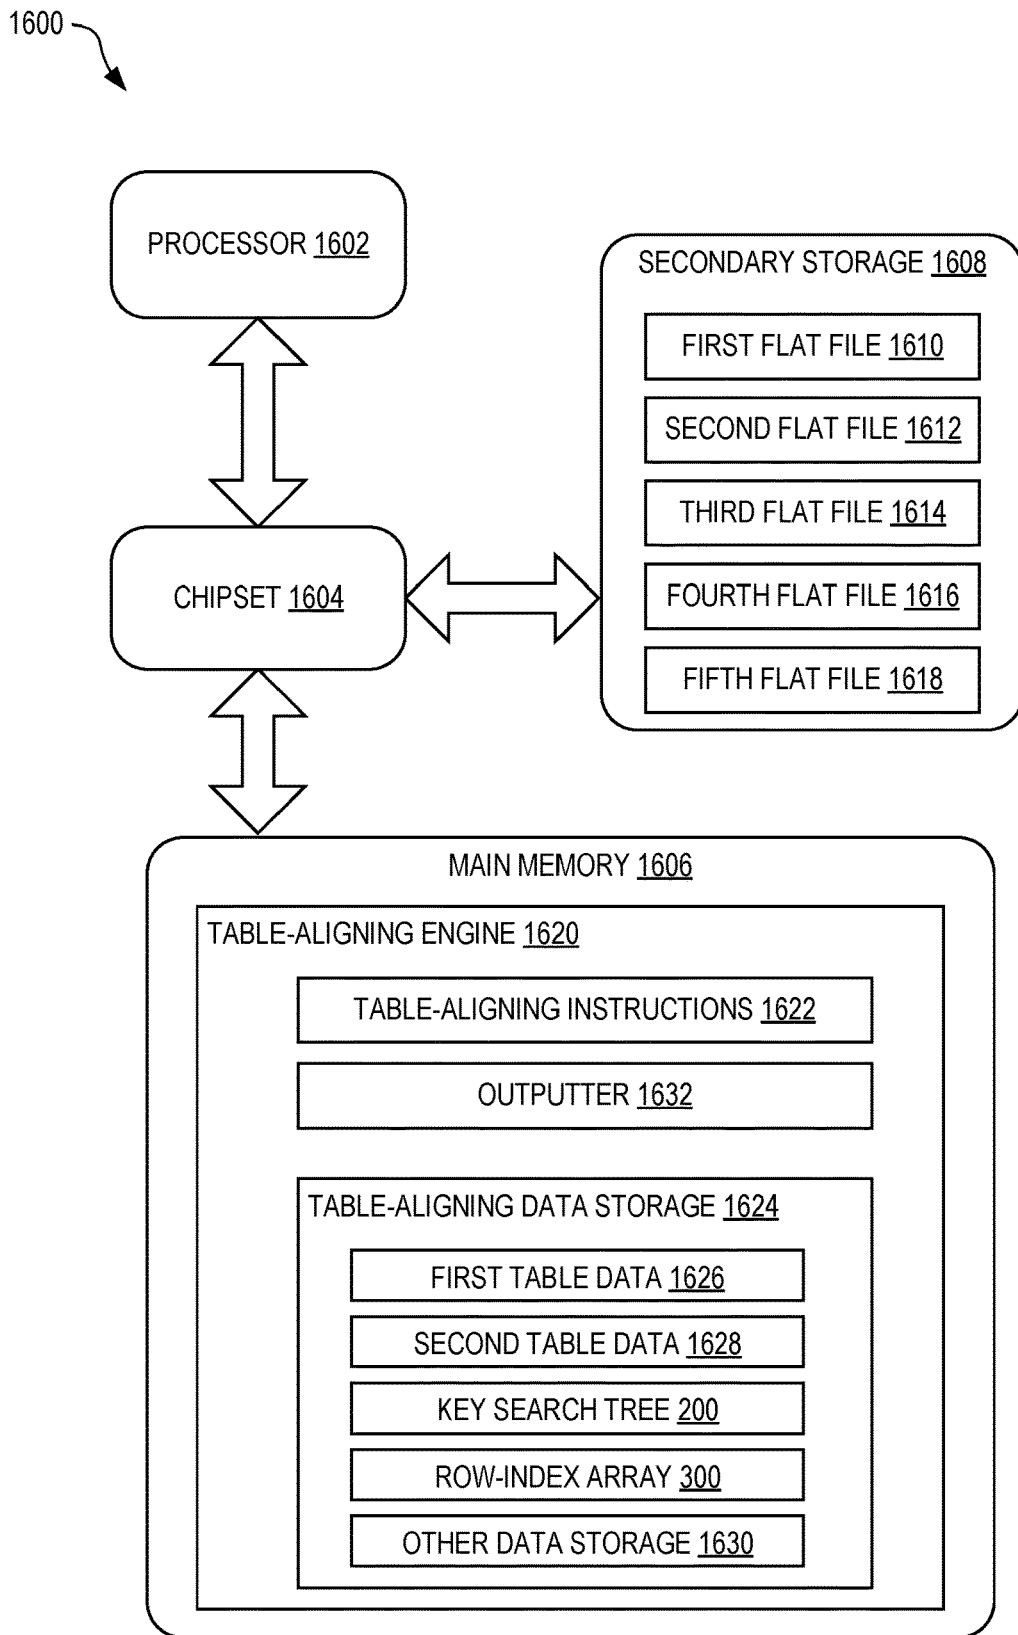 1600
PROCESSOR 1602
SECONDARY STORAGE 1608
FIRST FLAT FILE 1610
SECOND FLAT FILE 1612
THIRD FLAT FILE 1614
FOURTH FLAT FILE 1616
FIFTH FLAT FILE 1618
CHIPSET 1604
MAIN MEMORY 1606
TABLE-ALIGNING ENGINE 1620
TABLE-ALIGNING INSTRUCTIONS 1622
OUTPUTTER 1632
TABLE-ALIGNING DATA STORAGE 1624
FIRST TABLE DATA 1626
SECOND TABLE DATA 1628
KEY SEARCH TREE 200
ROW-INDEX ARRAY 300
OTHER DATA STORAGE 1630